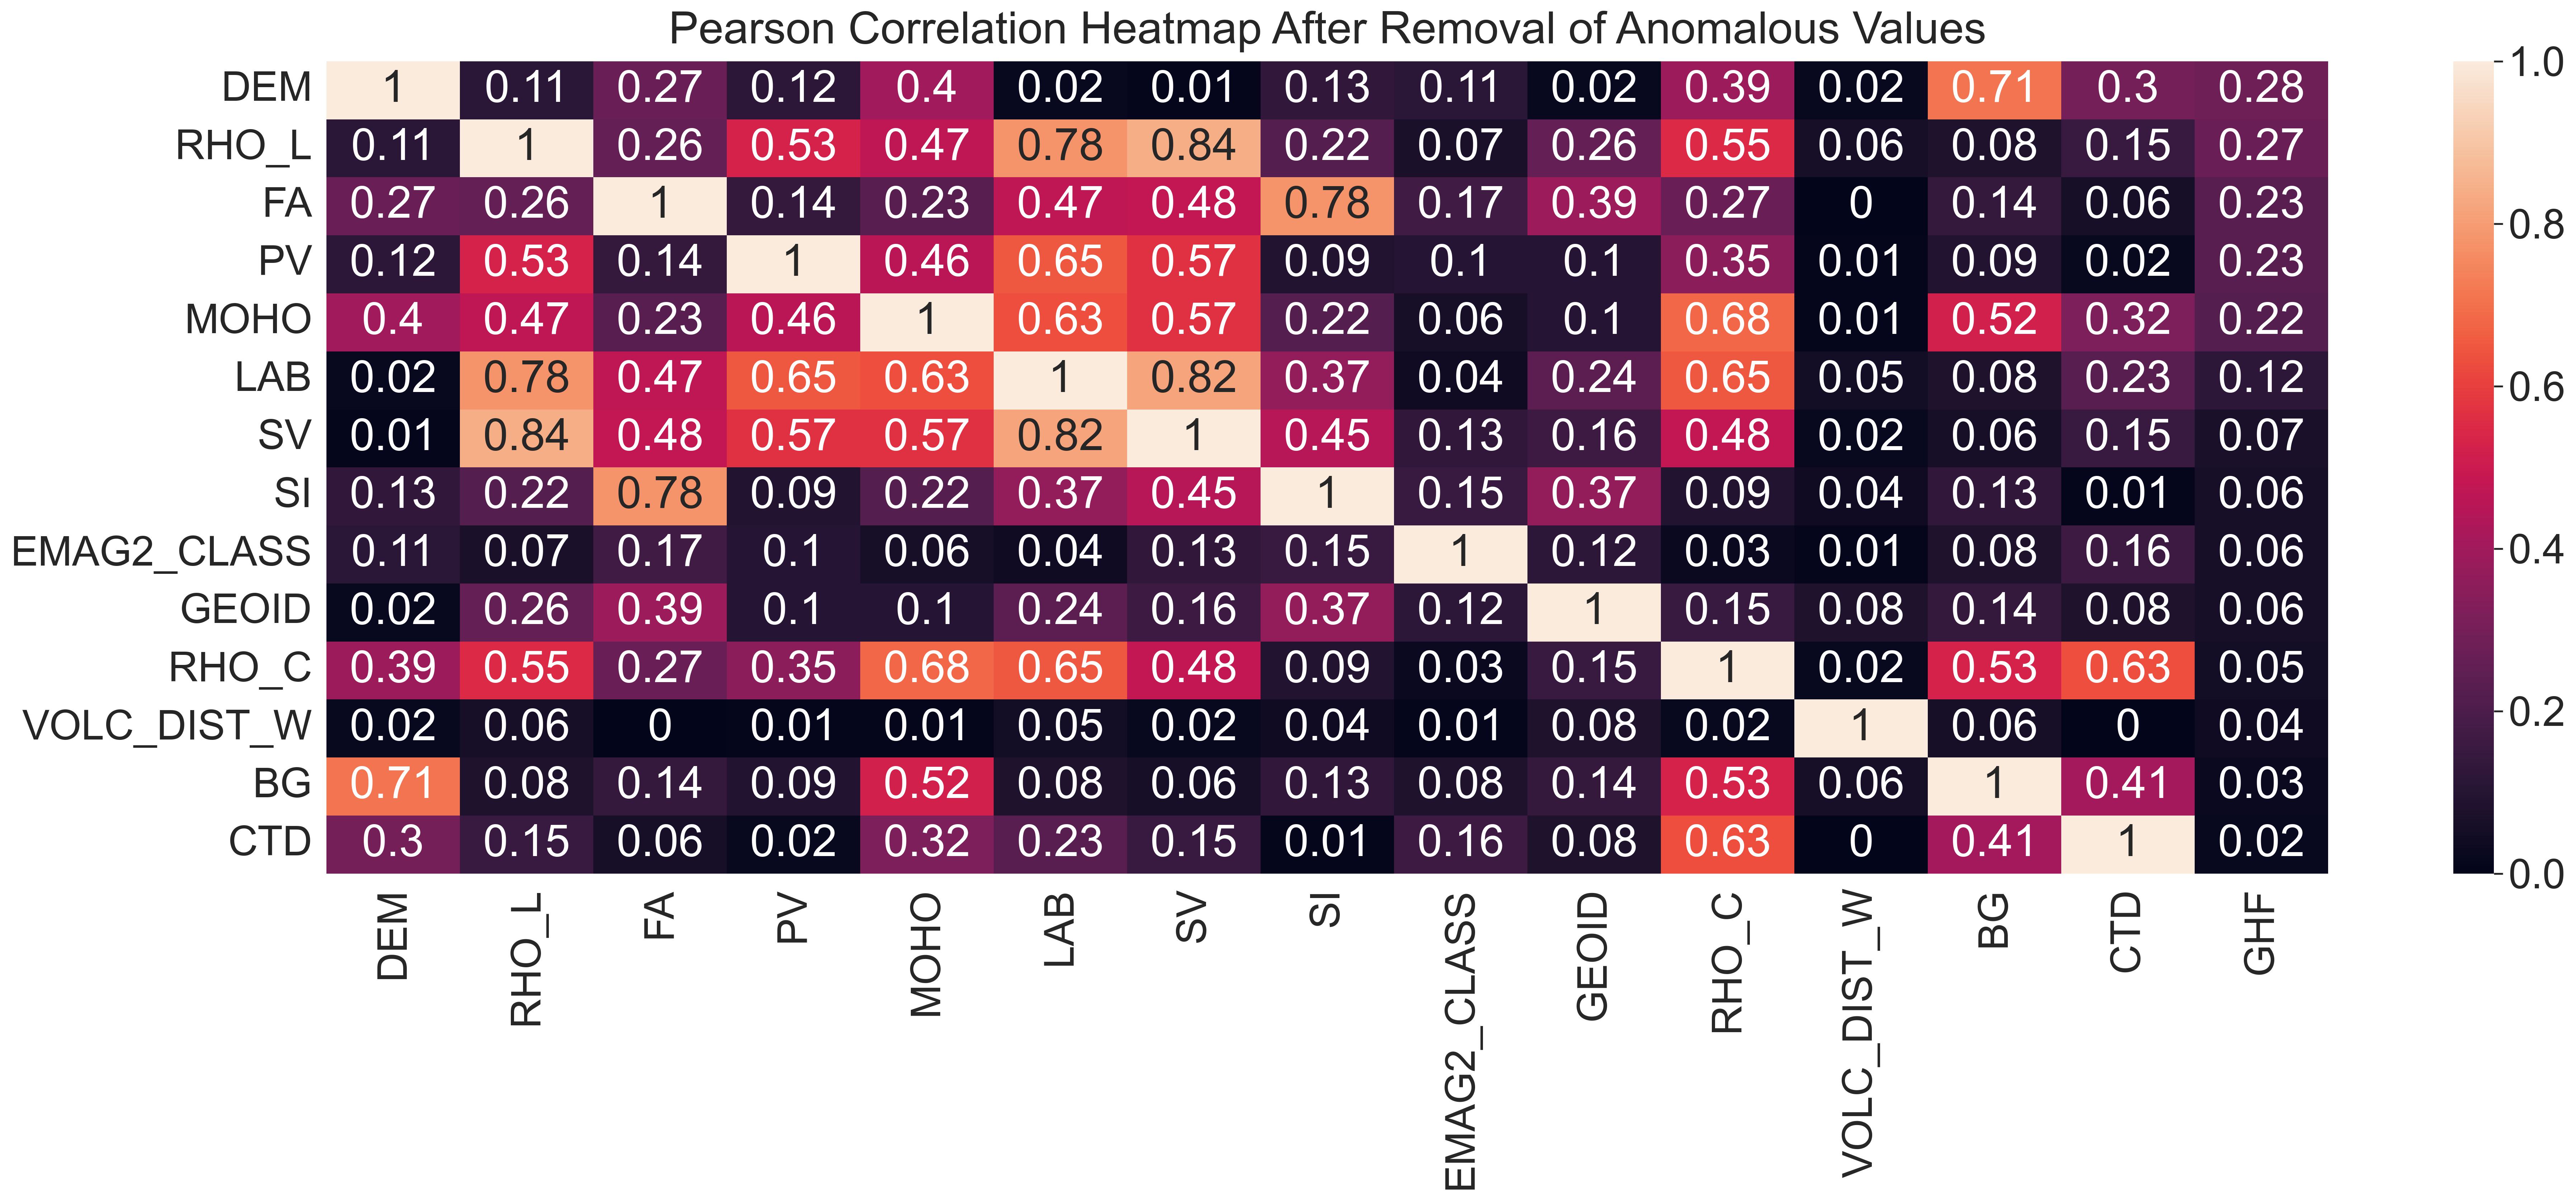 Pearson Correlation Heatmap After Removal of Anomalous Values
DEM 1 0.11 0.27 0.12 0.4 0.02 0.01 0.13 0.11 0.02 0.39 0.02 0.71 0.3 0.28
RHO_L 0.11 1 0.26 0.53 0.47 0.78 0.84 0.22 0.07 0.26 0.55 0.06 0.08 0.15 0.27
FA 0.27 0.26 1 0.14 0.23 0.47 0.48 0.78 0.17 0.39 0.27 0 0.14 0.06 0.23
PV 0.12 0.53 0.14 1 0.46 0.65 0.57 0.09 0.1 0.1 0.35 0.01 0.09 0.02 0.23
MOHO 0.4 0.47 0.23 0.46 1 0.63 0.57 0.22 0.06 0.1 0.68 0.01 0.52 0.32 0.22
LAB 0.02 0.78 0.47 0.65 0.63 1 0.82 0.37 0.04 0.24 0.65 0.05 0.08 0.23 0.12
SV 0.01 0.84 0.48 0.57 0.57 0.82 1 0.45 0.13 0.16 0.48 0.02 0.06 0.15 0.07
SI 0.13 0.22 0.78 0.09 0.22 0.37 0.45 1 0.15 0.37 0.09 0.04 0.13 0.01 0.06
EMAG2_CLASS 0.11 0.07 0.17 0.1 0.06 0.04 0.13 0.15 1 0.12 0.03 0.01 0.08 0.16 0.06
GEOID 0.02 0.26 0.39 0.1 0.1 0.24 0.16 0.37 0.12 1 0.15 0.08 0.14 0.08 0.06
RHO_C 0.39 0.55 0.27 0.35 0.68 0.65 0.48 0.09 0.03 0.15 1 0.02 0.53 0.63 0.05
VOLC_DIST_W 0.02 0.06 0 0.01 0.01 0.05 0.02 0.04 0.01 0.08 0.02 1 0.06 0 0.04
BG 0.71 0.08 0.14 0.09 0.52 0.08 0.06 0.13 0.08 0.14 0.53 0.06 1 0.41 0.03
CTD 0.3 0.15 0.06 0.02 0.32 0.23 0.15 0.01 0.16 0.08 0.63 0 0.41 1 0.02
DEM RHO_L FA PV MOHO LAB SV SI EMAG2_CLASS GEOID RHO_C VOLC_DIST_W BG CTD GHF
1.0
0.8
0.6
0.4
0.2
0.0